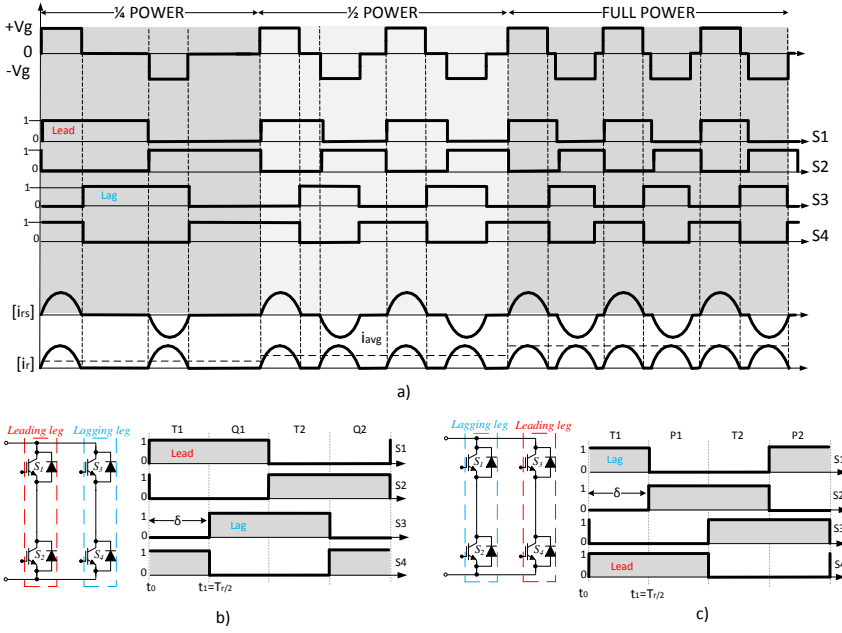 ¼ POWER
½ POWER
FULL POWER
+Vg
0
-Vg
1
Lead
0
S1
1
0
S2
1
Lag
0
S3
1
0
S4
[irs]
iavg
[ir]
a)
Leading leg
Lagging leg
S1
S3
S2
S4
T1
Q1
T2
Q2
1
Lead
0
S1
1
0
S2
1
δ
Lag
0
S3
1
0
S4
t0
t1=Tr/2
b)
Lagging leg
Leading leg
S1
S3
S2
S4
T1
P1
T2
P2
1
Lag
0
S1
1
δ
0
S2
1
0
S3
1
Lead
0
S4
t0
t1=Tr/2
c)